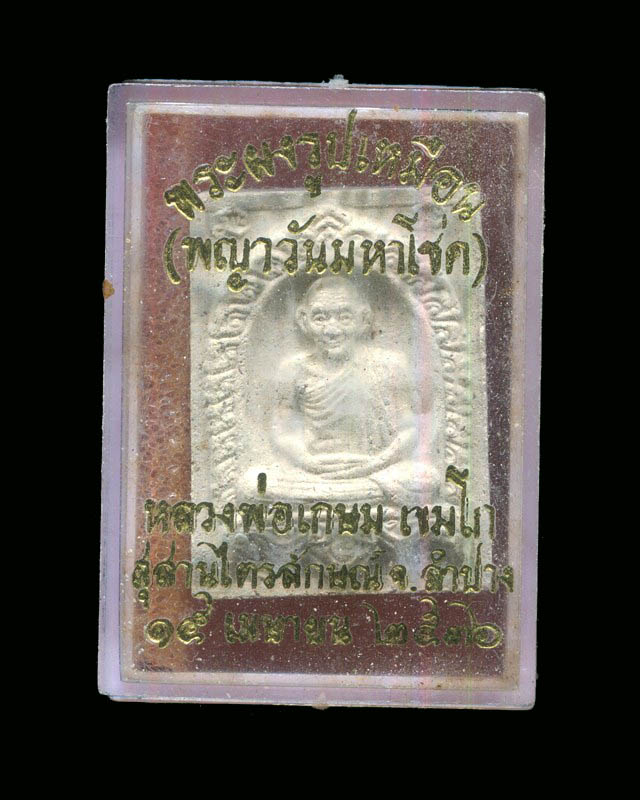 พระผงรูปเหมือน
(พญาวันมหาโชค)
หลวงพ่อเกษม เขมโก
สุสานไตรลักษณ์ จ.ลำปาง
๑๕ เมษายน ๒๕๓๖